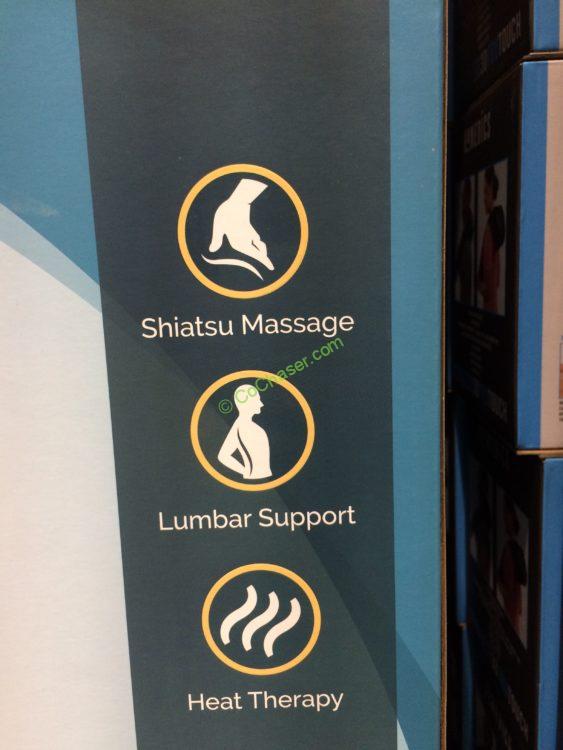 Shiatsu Massage
© CoChaser.com
Lumbar Support
Heat Therapy